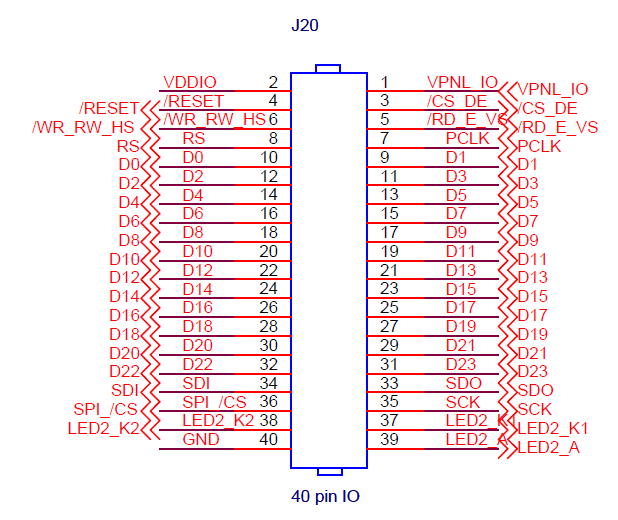 J20
VDDIO 2 1 VPNL_IO VPNL_IO
/RESET /RESET 4 3 /CS_DE /CS_DE
/WR_RW_HS /WR_RW_HS 6 5 /RD_E_VS /RD_E_VS
RS RS 8 7 PCLK PCLK
D0 D0 10 9 D1 D1
D2 D2 12 11 D3 D3
D4 D4 14 13 D5 D5
D6 D6 16 15 D7 D7
D8 D8 18 17 D9 D9
D10 D10 20 19 D11 D11
D12 D12 22 21 D13 D13
D14 D14 24 23 D15 D15
D16 D16 26 25 D17 D17
D18 D18 28 27 D19 D19
D20 D20 30 29 D21 D21
D22 D22 32 31 D23 D23
SDI SDI 34 33 SDO SDO
SPI_/CS SPI_/CS 36 35 SCK SCK
LED2_K2 LED2_K2 38 37 LED2_K1 LED2_K1
GND 40 39 LED2_A LED2_A
40 pin IO